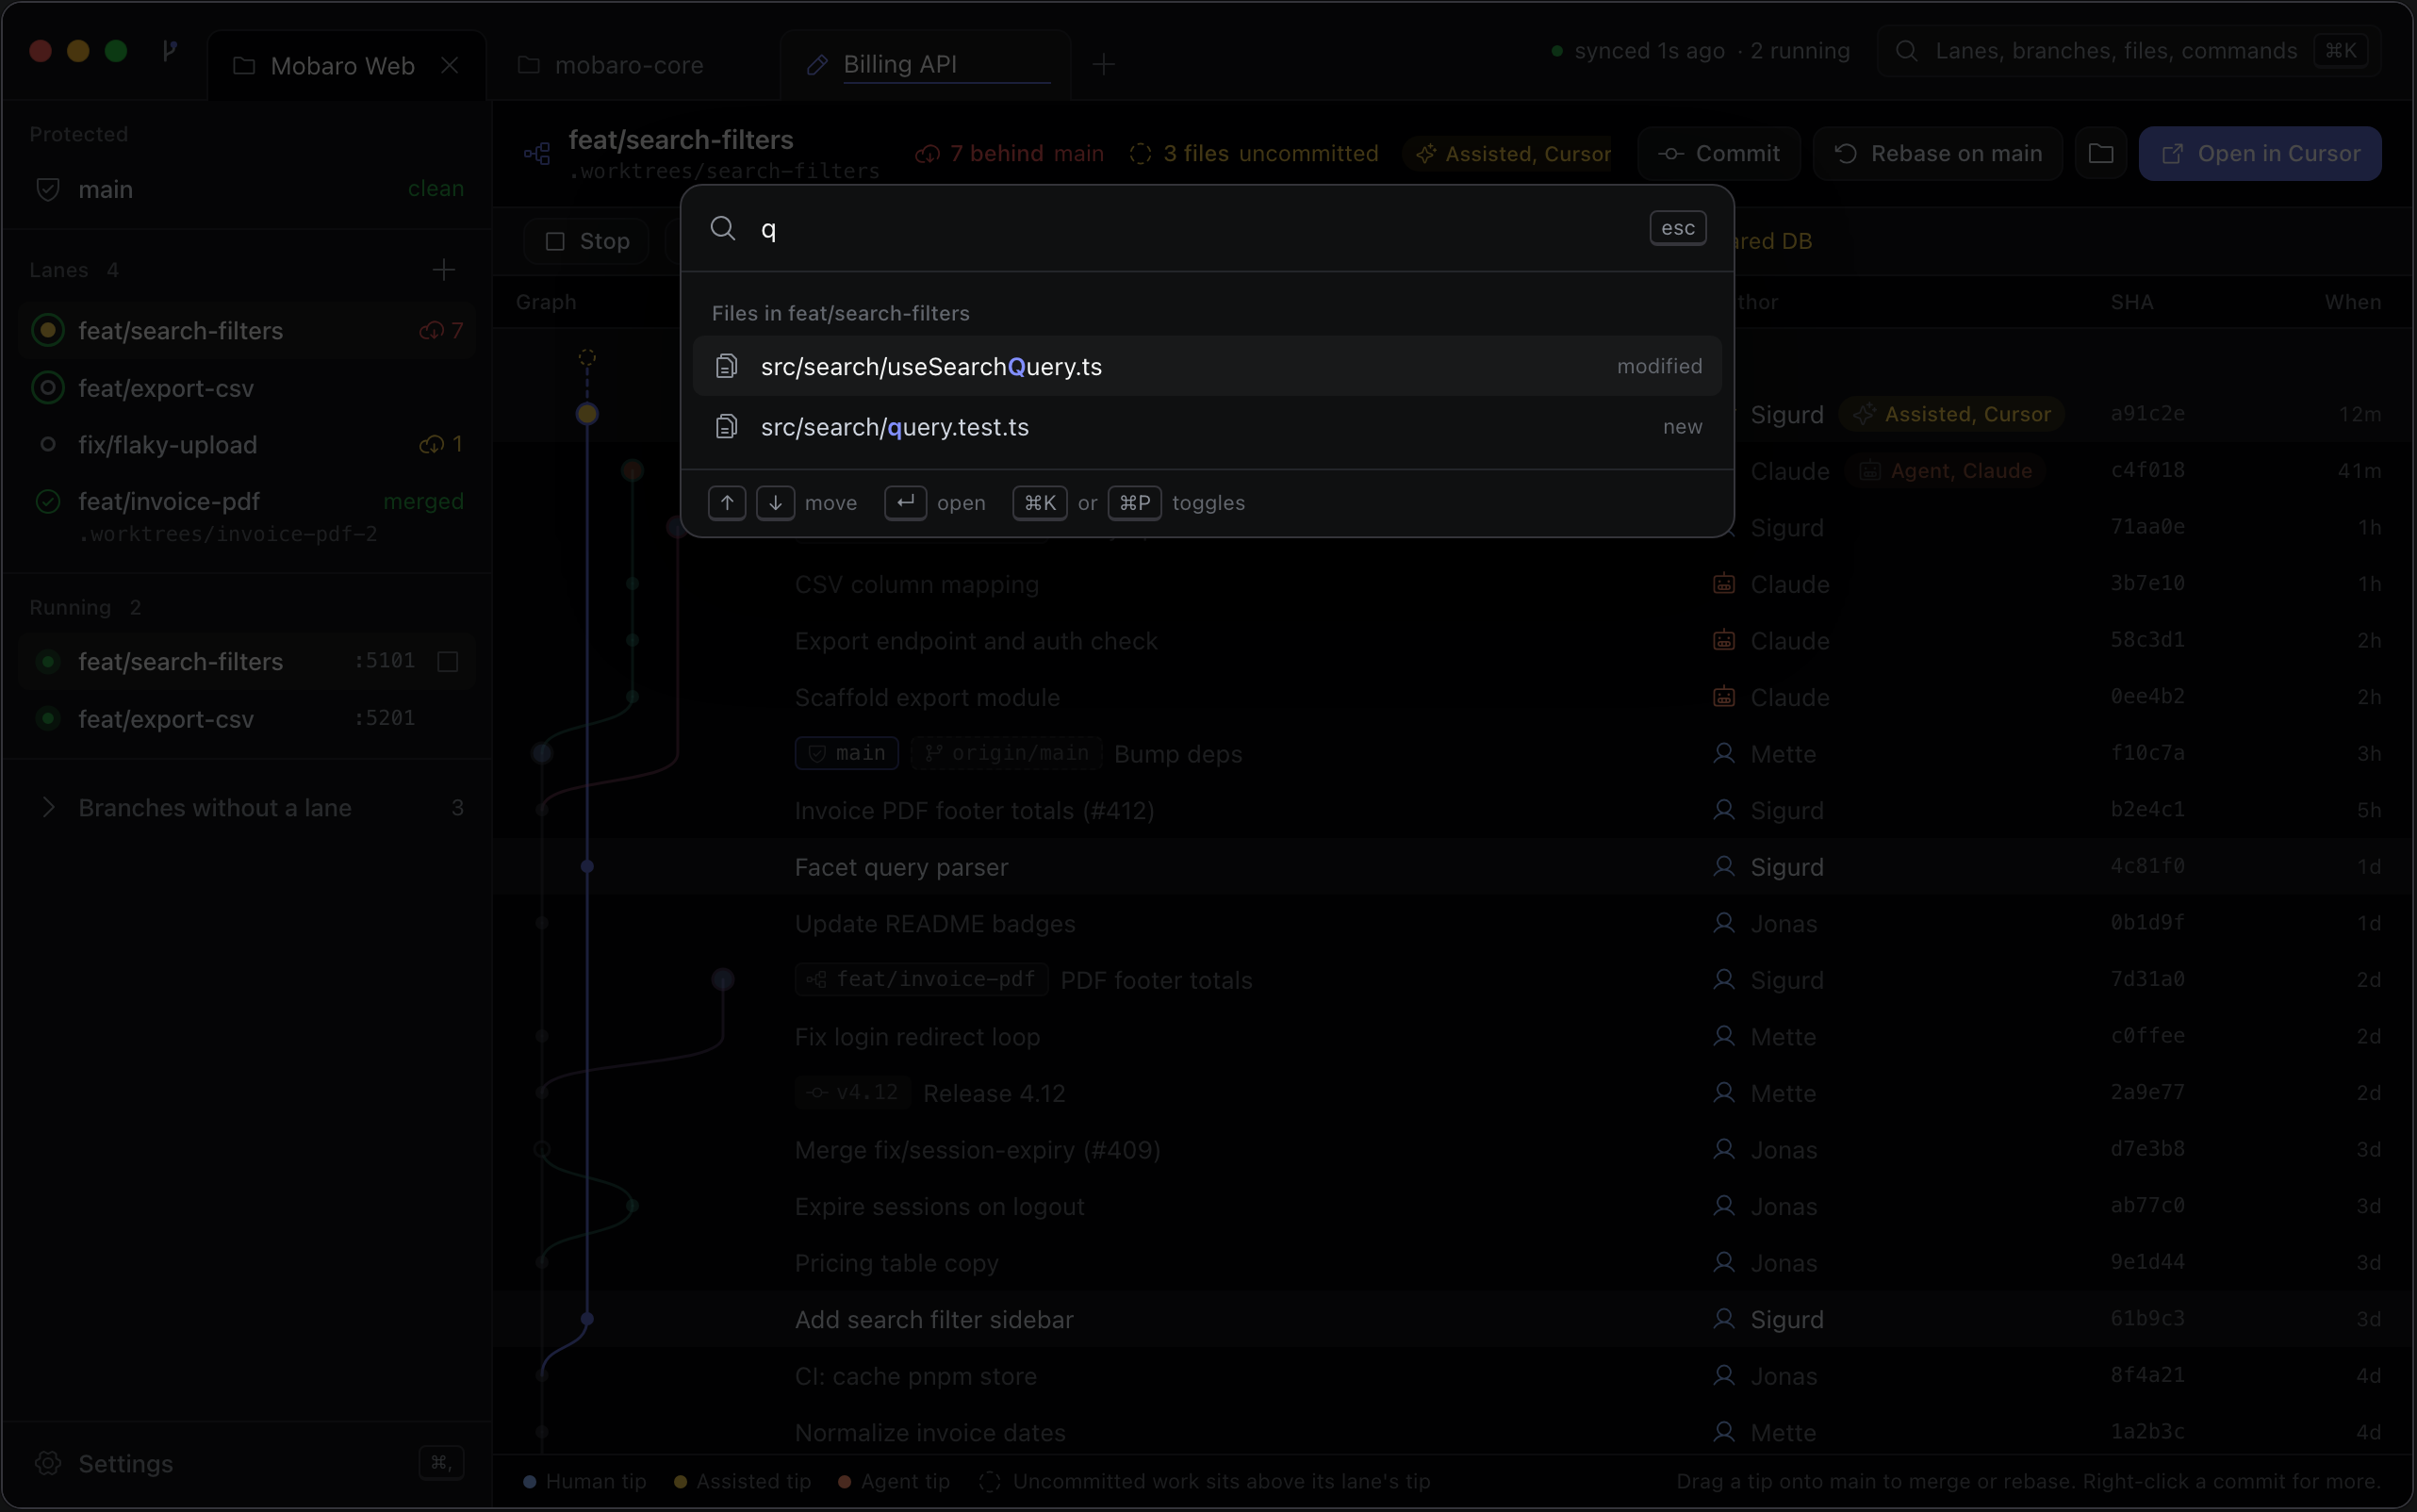 Mobaro Web
mobaro-core
Billing API
synced 1s ago · 2 running
Lanes, branches, files, commands ⌘K
Protected
main clean
Lanes 4
feat/search-filters 7
feat/export-csv
fix/flaky-upload 1
feat/invoice-pdf merged
.worktrees/invoice-pdf-2
Running 2
feat/search-filters :5101
feat/export-csv :5201
Branches without a lane 3
Settings ⌘,
feat/search-filters
.worktrees/search-filters
7 behind main
3 files uncommitted
Assisted, Cursor
Commit
Rebase on main
Open in Cursor
Stop
q
esc
Files in feat/search-filters
src/search/useSearchQuery.ts modified
src/search/query.test.ts new
↑ ↓ move ↵ open ⌘K or ⌘P toggles
ared DB
Graph
thor SHA When
Sigurd Assisted, Cursor a91c2e 12m
Claude Agent, Claude c4f018 41m
Sigurd 71aa0e 1h
CSV column mapping Claude 3b7e10 1h
Export endpoint and auth check Claude 58c3d1 2h
Scaffold export module Claude 0ee4b2 2h
main origin/main Bump deps Mette f10c7a 3h
Invoice PDF footer totals (#412) Sigurd b2e4c1 5h
Facet query parser Sigurd 4c81f0 1d
Update README badges Jonas 0b1d9f 1d
feat/invoice-pdf PDF footer totals Sigurd 7d31a0 2d
Fix login redirect loop Mette c0ffee 2d
v4.12 Release 4.12 Mette 2a9e77 2d
Merge fix/session-expiry (#409) Jonas d7e3b8 3d
Expire sessions on logout Jonas ab77c0 3d
Pricing table copy Jonas 9e1d44 3d
Add search filter sidebar Sigurd 61b9c3 3d
CI: cache pnpm store Jonas 8f4a21 4d
Normalize invoice dates Mette 1a2b3c 4d
Human tip Assisted tip Agent tip Uncommitted work sits above its lane's tip
Drag a tip onto main to merge or rebase. Right-click a commit for more.